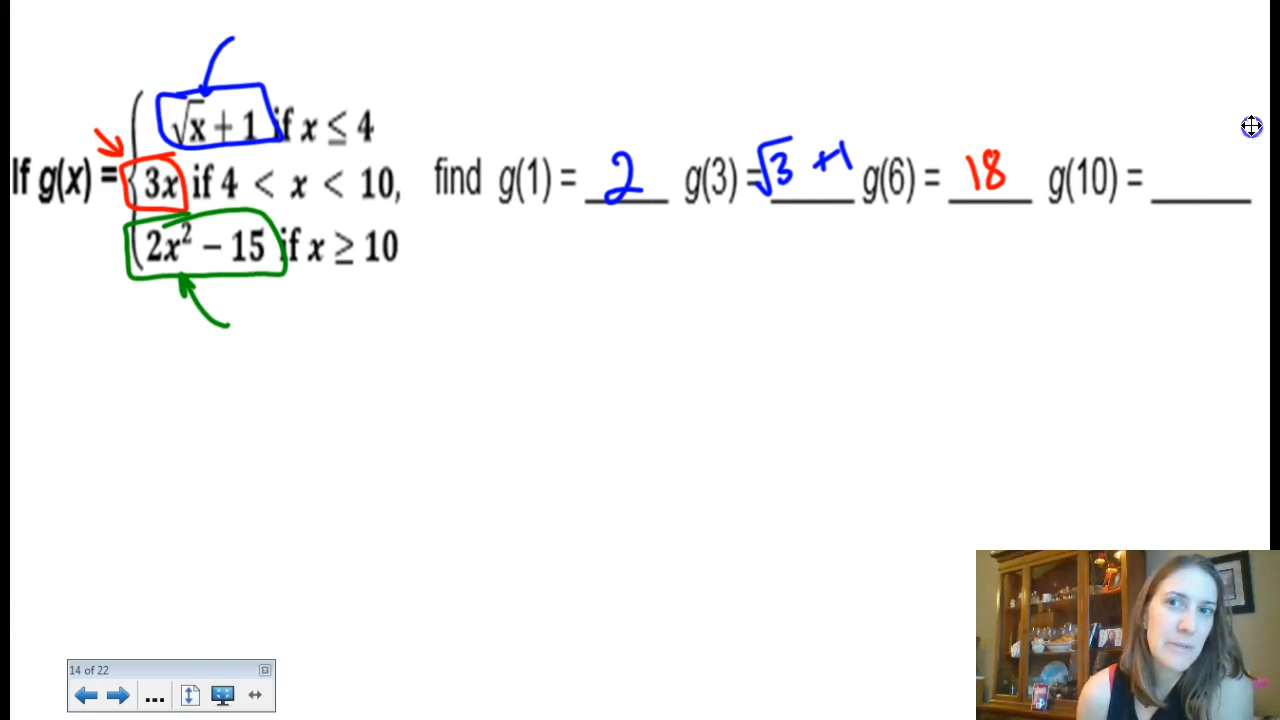 √x + 1 if x ≤ 4
If g(x) = { 3x if 4 < x < 10, find g(1) = 2 g(3) = √3 +1 g(6) = 18 g(10) = ______
2x² − 15 if x ≥ 10
14 of 22
...